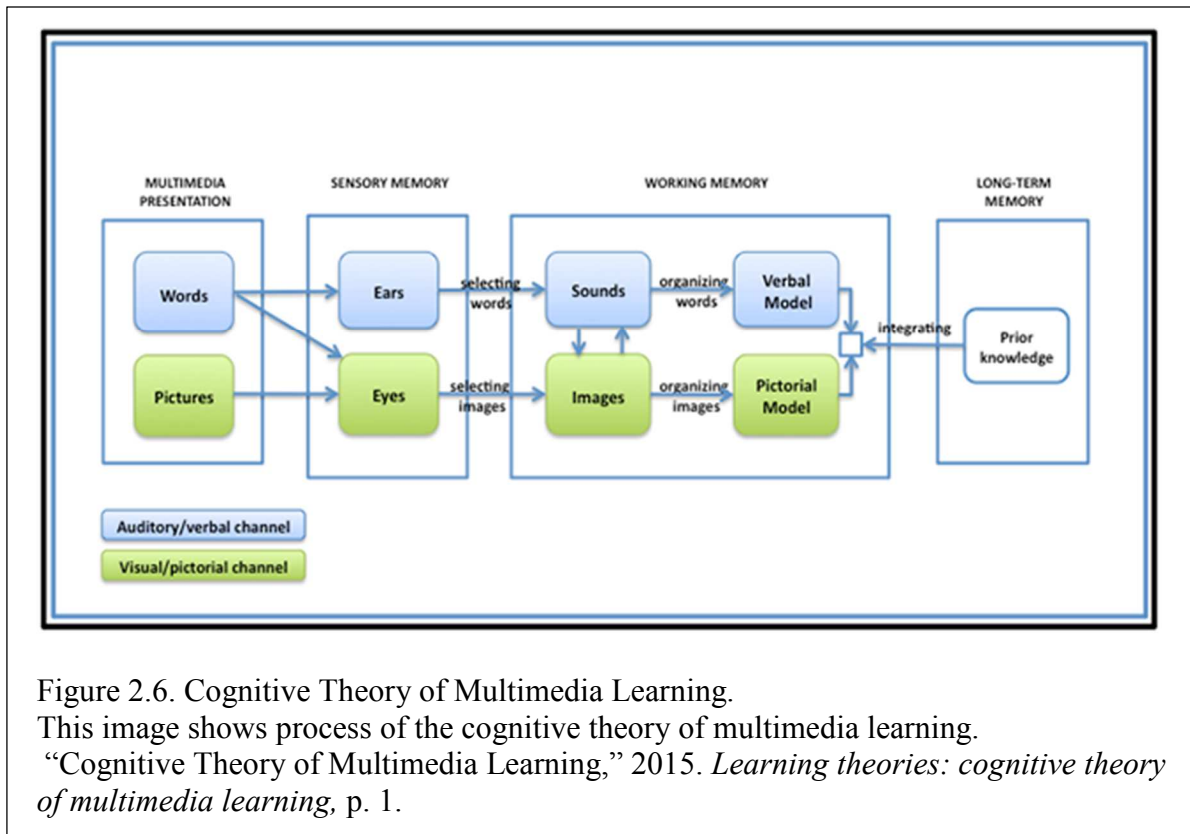 MULTIMEDIA
PRESENTATION
SENSORY MEMORY
WORKING MEMORY
LONG-TERM
MEMORY
Words
Ears
selecting
words
Sounds
organizing
words
Verbal
Model
integrating
Prior
knowledge
Pictures
Eyes
selecting
images
Images
organizing
images
Pictorial
Model
Auditory/verbal channel
Visual/pictorial channel
Figure 2.6. Cognitive Theory of Multimedia Learning.
This image shows process of the cognitive theory of multimedia learning.
“Cognitive Theory of Multimedia Learning,” 2015. Learning theories: cognitive theory
of multimedia learning, p. 1.